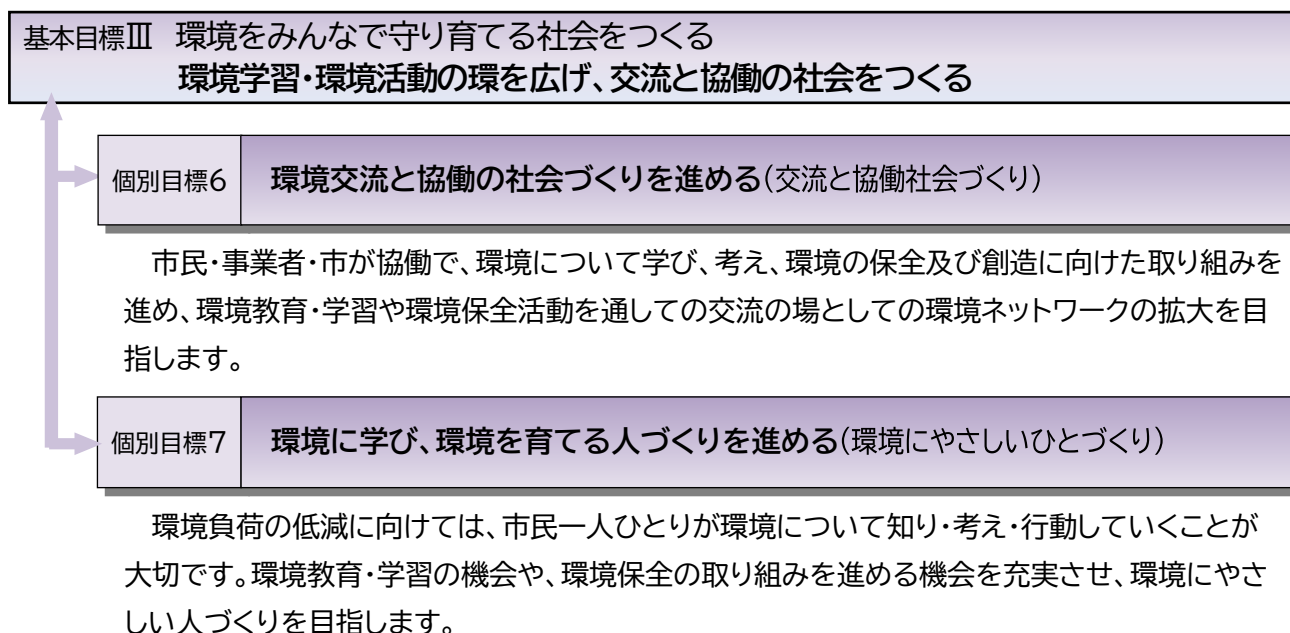 基本目標Ⅲ 環境をみんなで守り育てる社会をつくる
環境学習・環境活動の環を広げ、交流と協働の社会をつくる
個別目標6 環境交流と協働の社会づくりを進める(交流と協働社会づくり)
市民・事業者・市が協働で、環境について学び、考え、環境の保全及び創造に向けた取り組みを
進め、環境教育・学習や環境保全活動を通しての交流の場としての環境ネットワークの拡大を目
指します。
個別目標7 環境に学び、環境を育てる人づくりを進める(環境にやさしいひとづくり)
環境負荷の低減に向けては、市民一人ひとりが環境について知り・考え・行動していくことが
大切です。環境教育・学習の機会や、環境保全の取り組みを進める機会を充実させ、環境にやさ
しい人づくりを目指します。